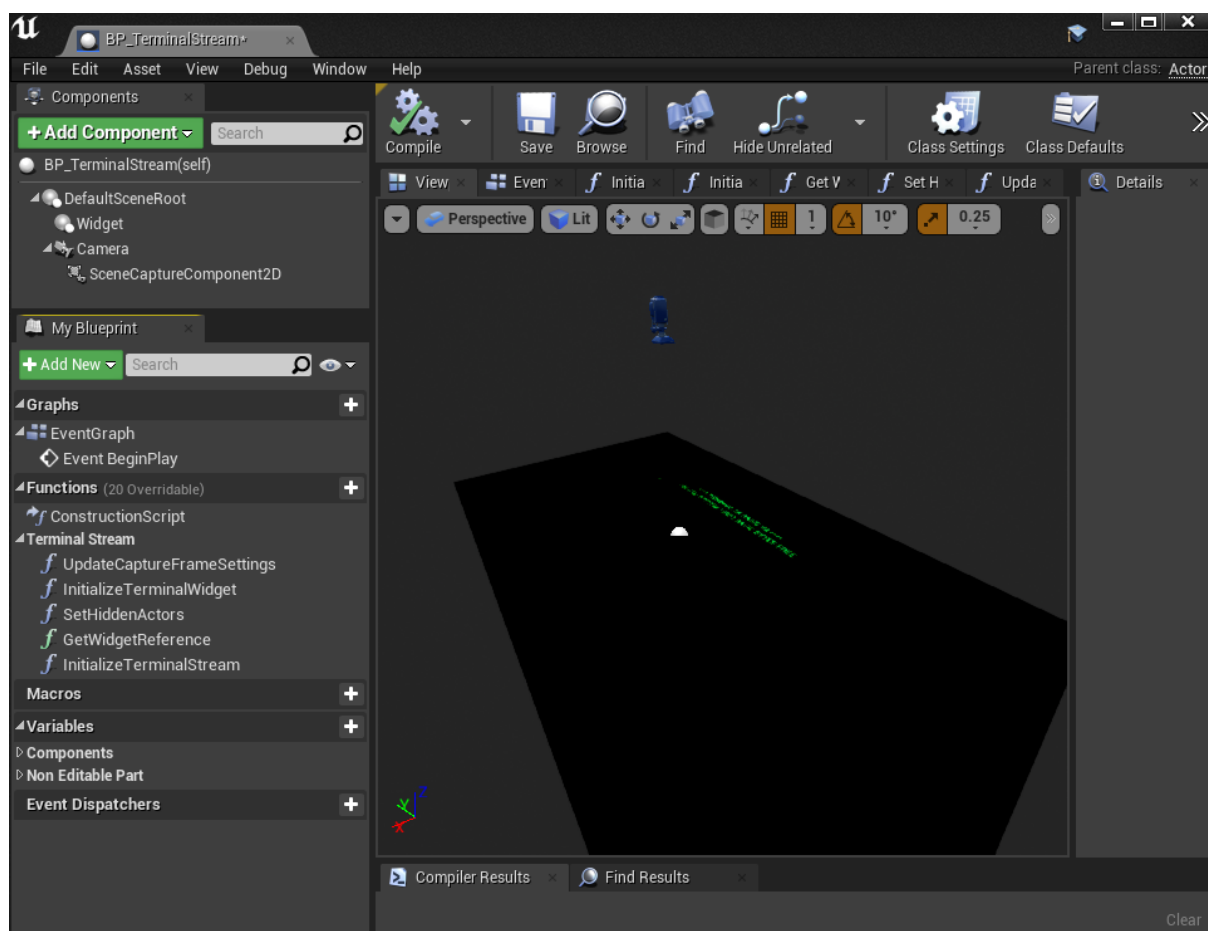 BP_TerminalStream*
File Edit Asset View Debug Window Help
Parent class: Actor
Components
+Add Component
Search
BP_TerminalStream(self)
DefaultSceneRoot
Widget
Camera
SceneCaptureComponent2D
My Blueprint
+Add New
Search
Graphs
EventGraph
Event BeginPlay
Functions (20 Overridable)
ConstructionScript
Terminal Stream
UpdateCaptureFrameSettings
InitializeTerminalWidget
SetHiddenActors
GetWidgetReference
InitializeTerminalStream
Macros
Variables
Components
Non Editable Part
Event Dispatchers
Compile Save Browse Find Hide Unrelated Class Settings Class Defaults
View Even Initia Initia Get V Set H Upda Details
Perspective Lit 1 10° 0.25
Z
Y
X
Compiler Results Find Results
Clear